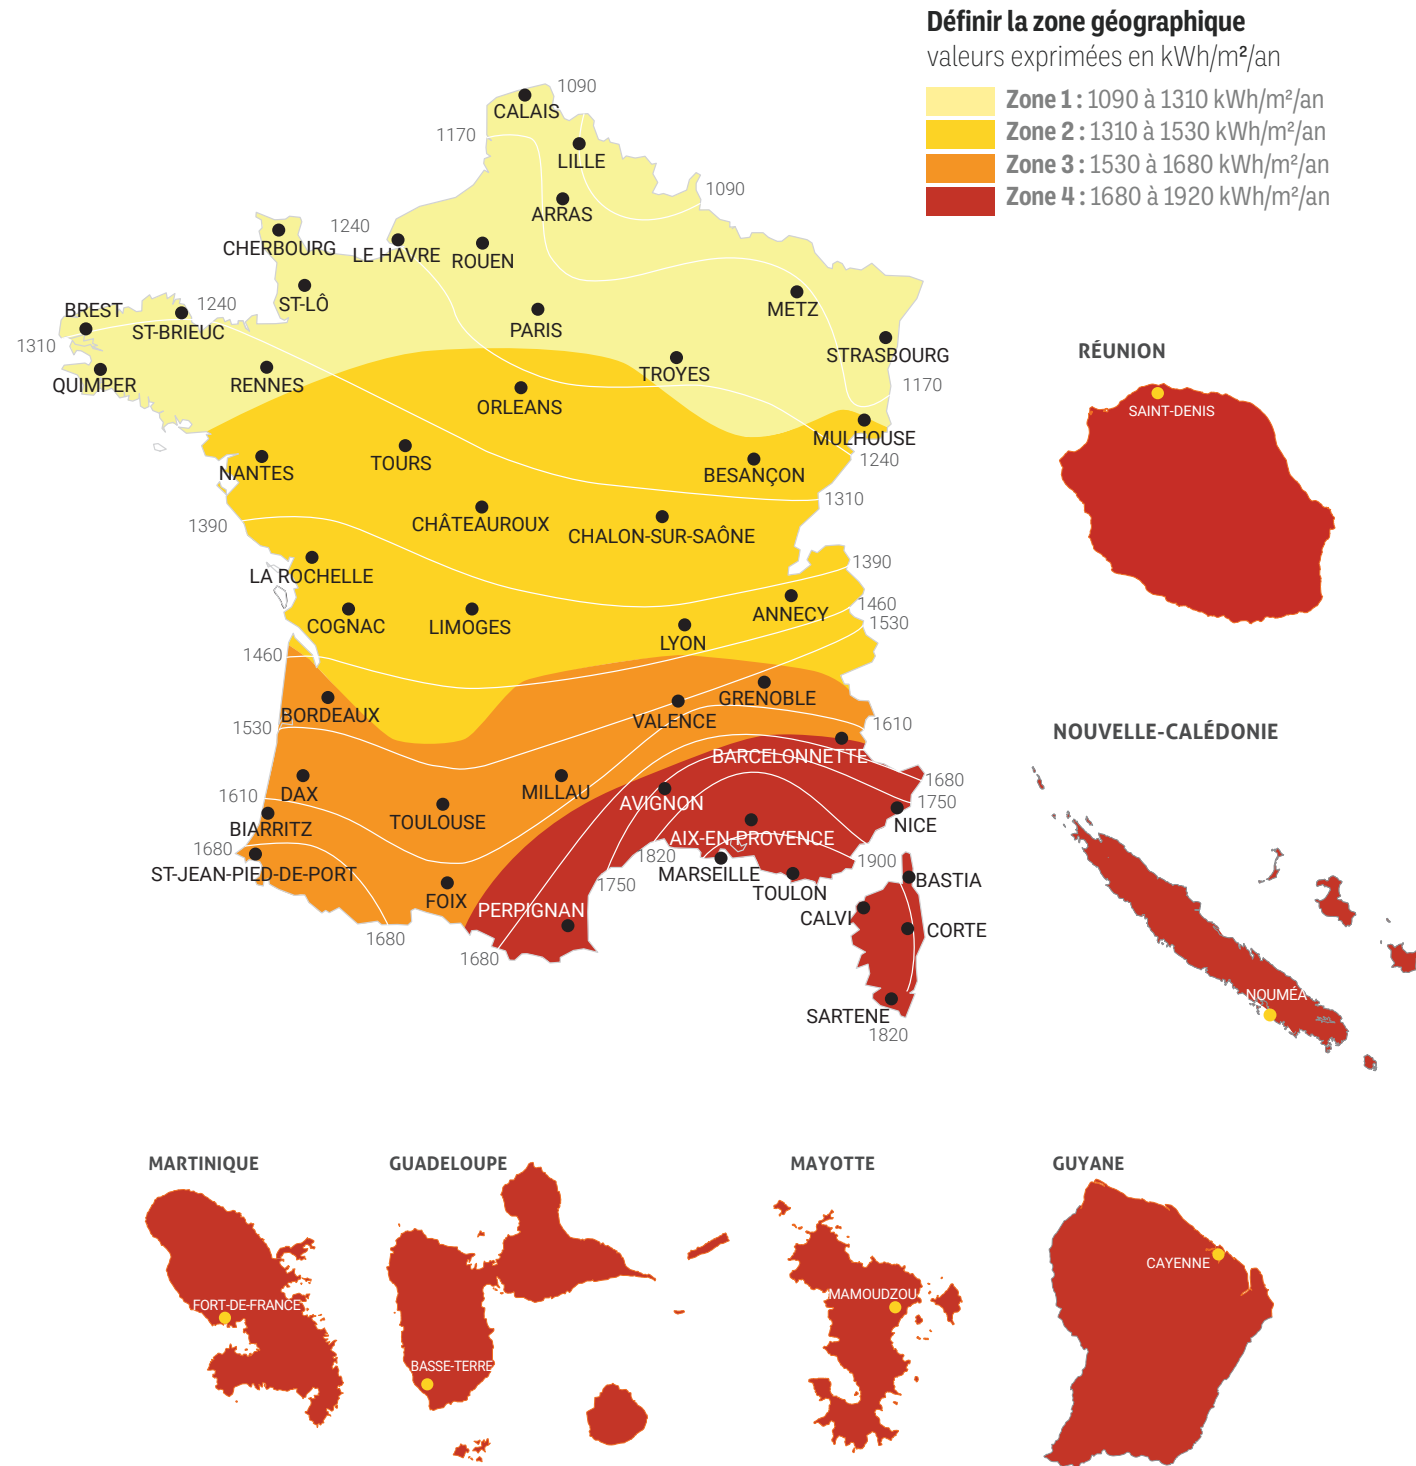 Définir la zone géographique
valeurs exprimées en kWh/m²/an
Zone 1 : 1090 à 1310 kWh/m²/an
Zone 2 : 1310 à 1530 kWh/m²/an
Zone 3 : 1530 à 1680 kWh/m²/an
Zone 4 : 1680 à 1920 kWh/m²/an
1090
CALAIS
1170
LILLE
1090
ARRAS
1240
CHERBOURG
LE HAVRE
ROUEN
ST-LÔ
METZ
BREST
1240
ST-BRIEUC
PARIS
1310
STRASBOURG
QUIMPER
RENNES
TROYES
1170
ORLEANS
MULHOUSE
1240
NANTES
TOURS
BESANÇON
1310
1390
CHÂTEAUROUX
CHALON-SUR-SAÔNE
1390
LA ROCHELLE
ANNECY
1460
COGNAC
LIMOGES
1530
LYON
1460
GRENOBLE
BORDEAUX
VALENCE
1610
1530
BARCELONNETTE
1680
DAX
MILLAU
1610
AVIGNON
1750
BIARRITZ
TOULOUSE
NICE
AIX-EN-PROVENCE
1680
1820
1900
ST-JEAN-PIED-DE-PORT
MARSEILLE
BASTIA
1750
TOULON
FOIX
PERPIGNAN
CALVI
CORTE
1680
1680
SARTENE
1820
RÉUNION
SAINT-DENIS
NOUVELLE-CALÉDONIE
NOUMÉA
MARTINIQUE
FORT-DE-FRANCE
GUADELOUPE
BASSE-TERRE
MAYOTTE
MAMOUDZOU
GUYANE
CAYENNE